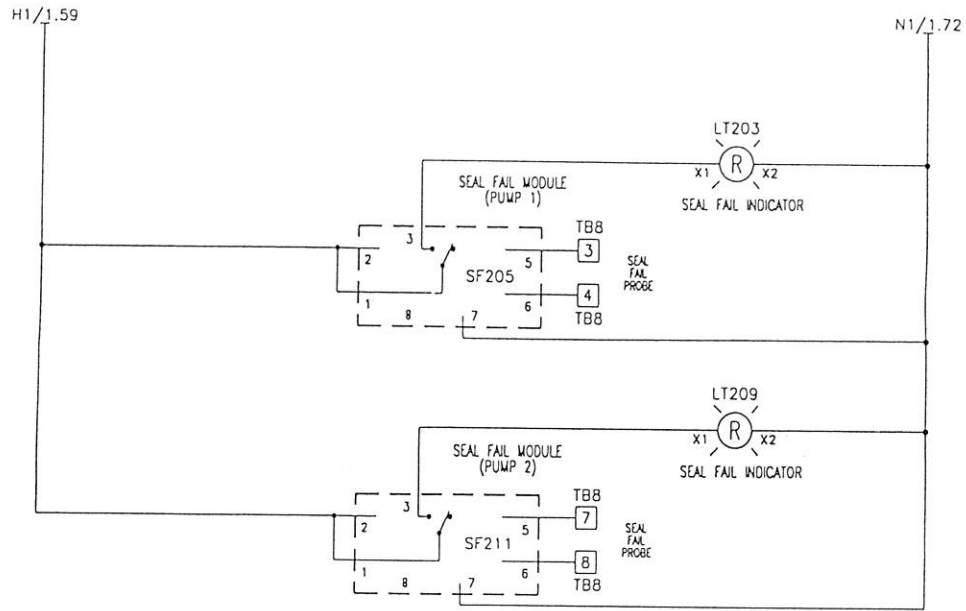 H1/1.59
N1/1.72
LT203
R
X1 X2
SEAL FAIL INDICATOR
SEAL FAIL MODULE
(PUMP 1)
TB8
3
3
2
5
SF205
SEAL
FAIL
PROBE
4
1
8
7
6
TB8
LT209
R
X1 X2
SEAL FAIL INDICATOR
SEAL FAIL MODULE
(PUMP 2)
TB8
3
7
2
5
SF211
SEAL
FAIL
PROBE
8
1
8
7
6
TB8